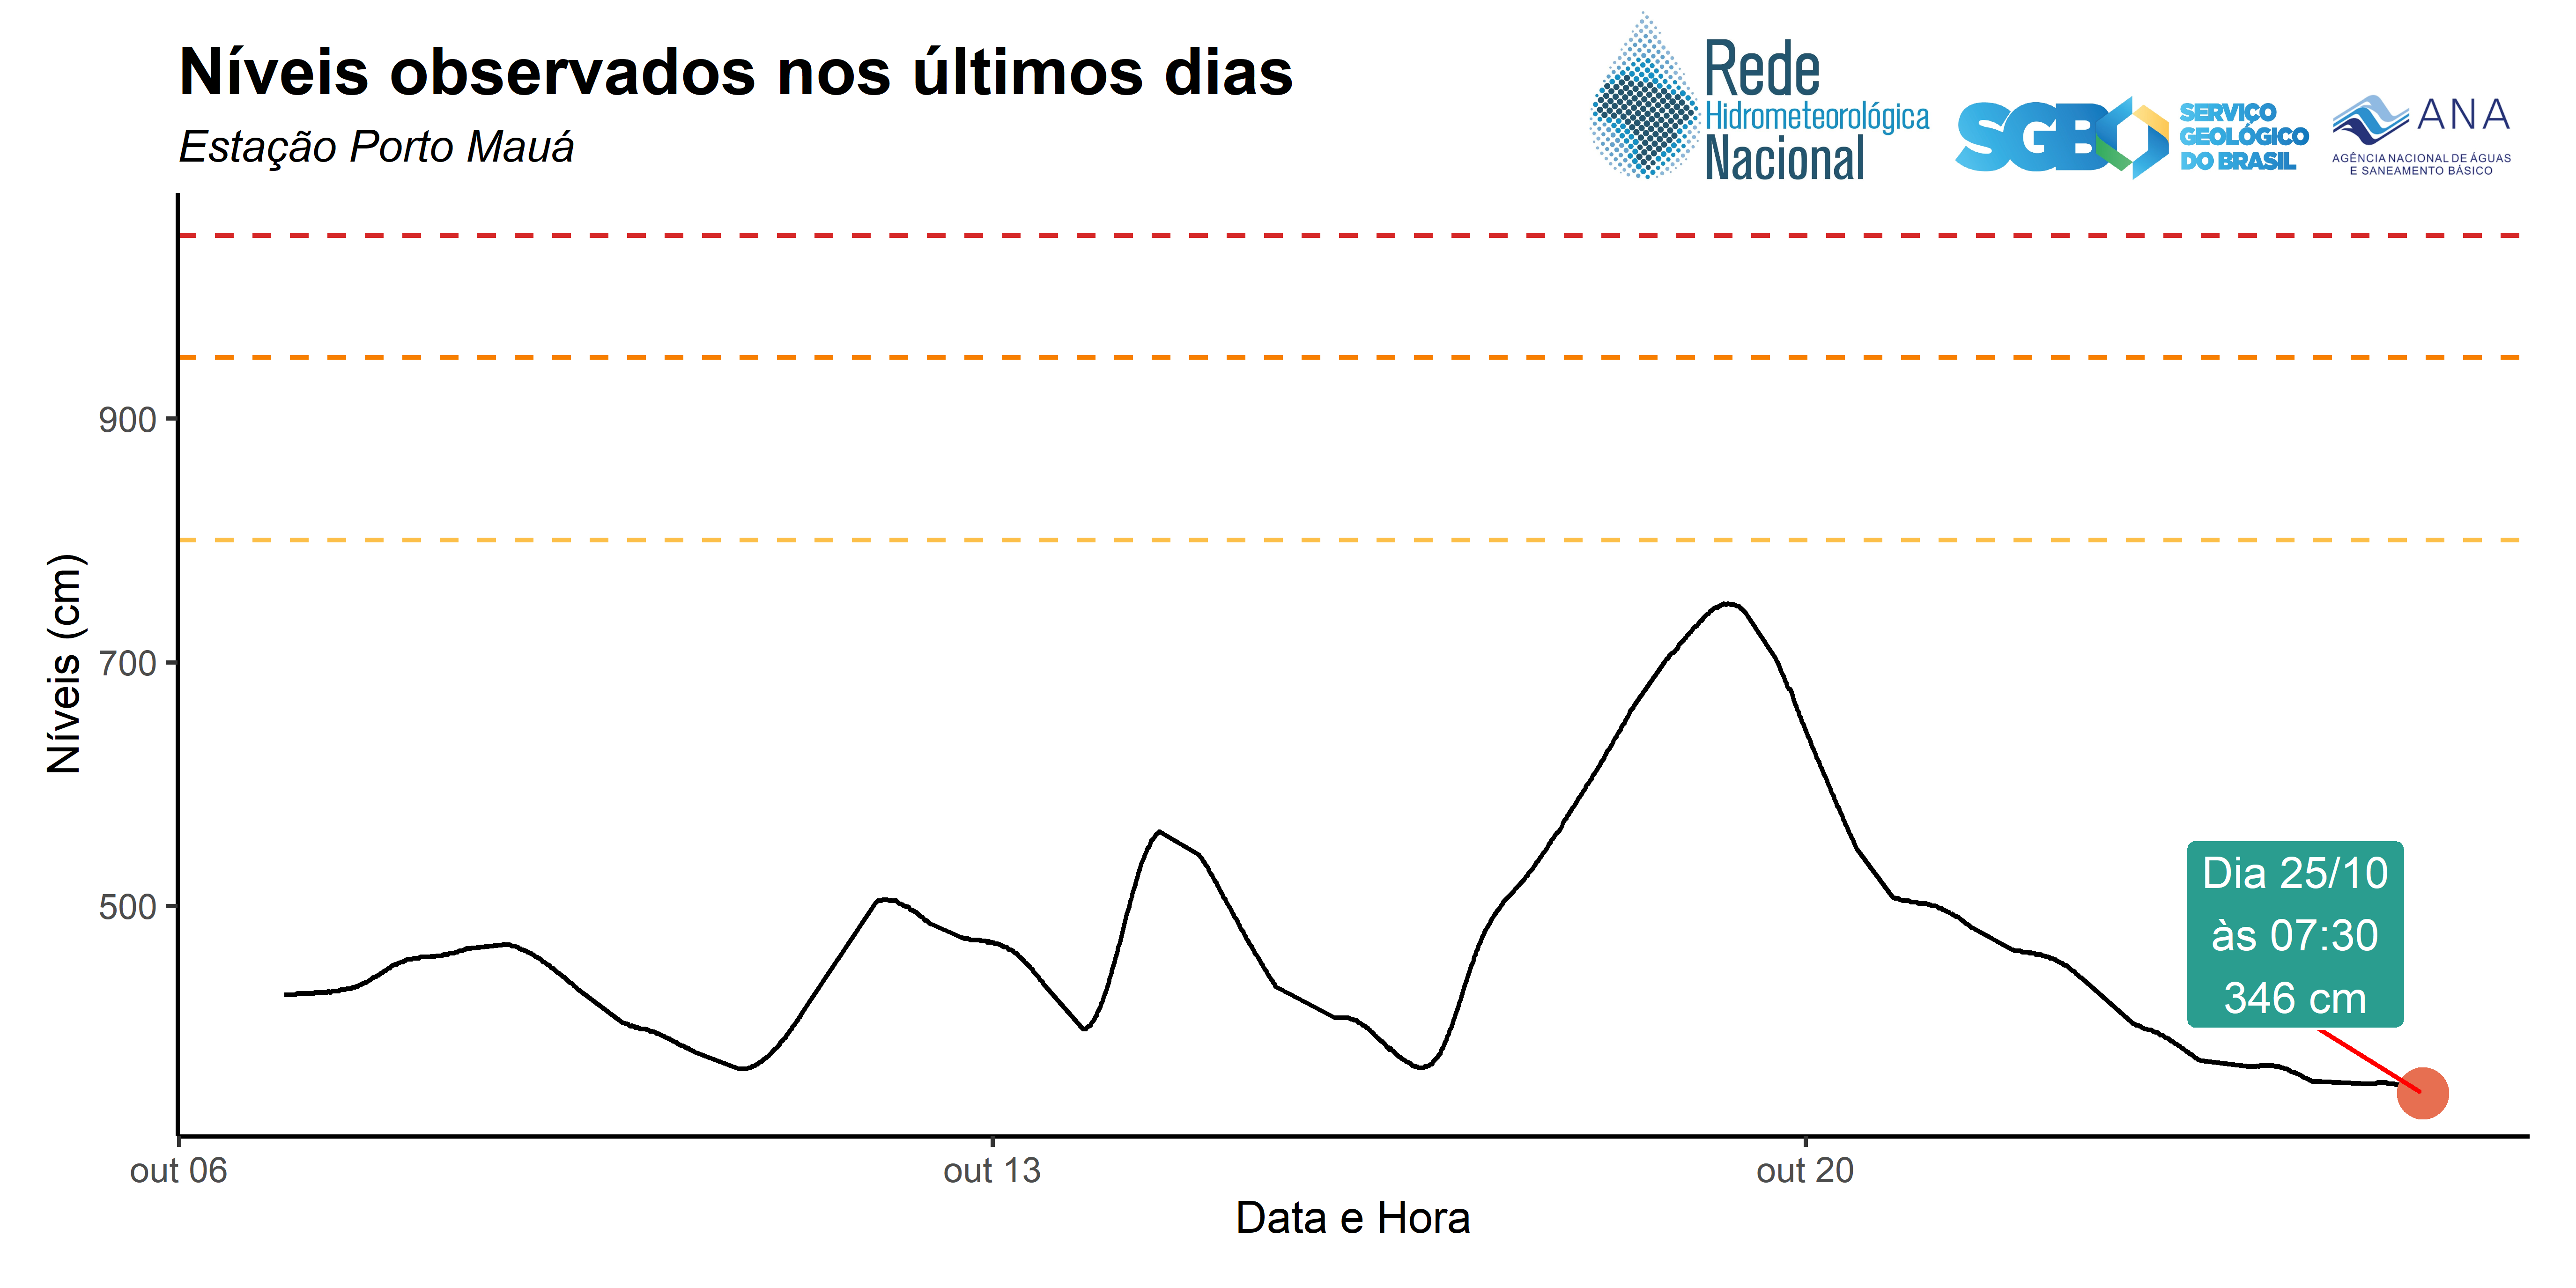 Níveis observados nos últimos dias
Estação Porto Mauá
Rede
Hidrometeorológica
Nacional
SGB
SERVIÇO
GEOLÓGICO
DO BRASIL
ANA
AGÊNCIA NACIONAL DE ÁGUAS
E SANEAMENTO BÁSICO
Níveis (cm)
900
700
500
Dia 25/10
às 07:30
346 cm
out 06
out 13
out 20
Data e Hora